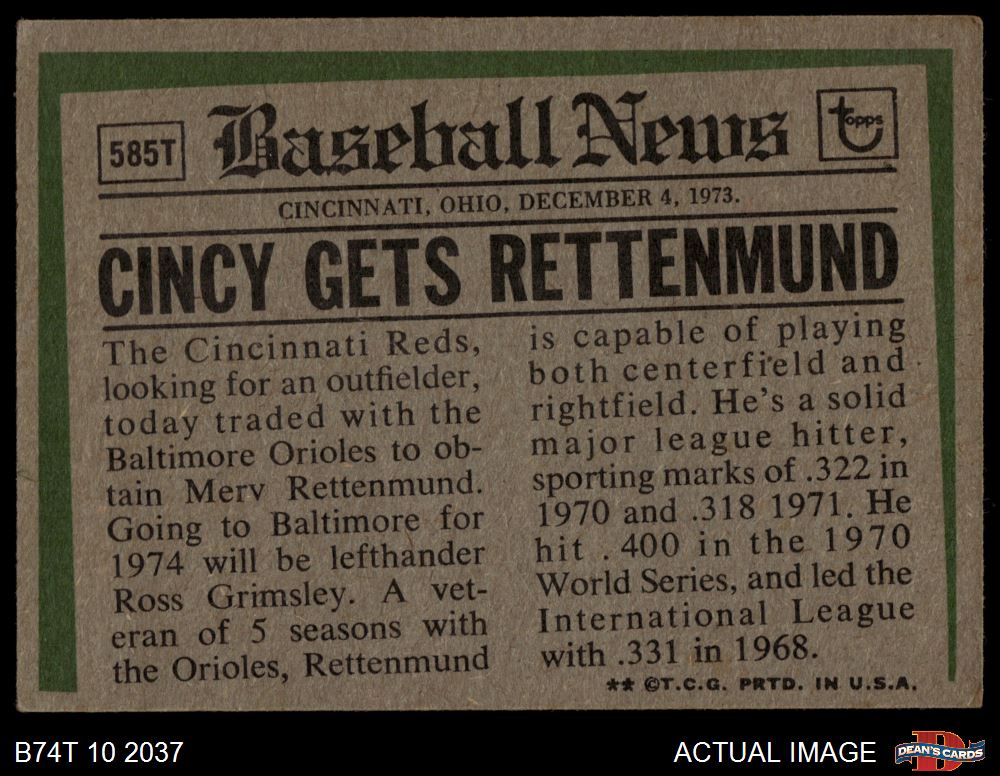 585T
Baseball News
topps
CINCINNATI, OHIO, DECEMBER 4, 1973.
CINCY GETS RETTENMUND
The Cincinnati Reds,
looking for an outfielder,
today traded with the
Baltimore Orioles to ob-
tain Merv Rettenmund.
Going to Baltimore for
1974 will be lefthander
Ross Grimsley. A vet-
eran of 5 seasons with
the Orioles, Rettenmund
is capable of playing
both centerfield and
rightfield. He's a solid
major league hitter,
sporting marks of .322 in
1970 and .318 1971. He
hit .400 in the 1970
World Series, and led the
International League
with .331 in 1968.
** ©T.C.G. PRTD. IN U.S.A.
B74T 10 2037
ACTUAL IMAGE
D
DEAN'S CARDS